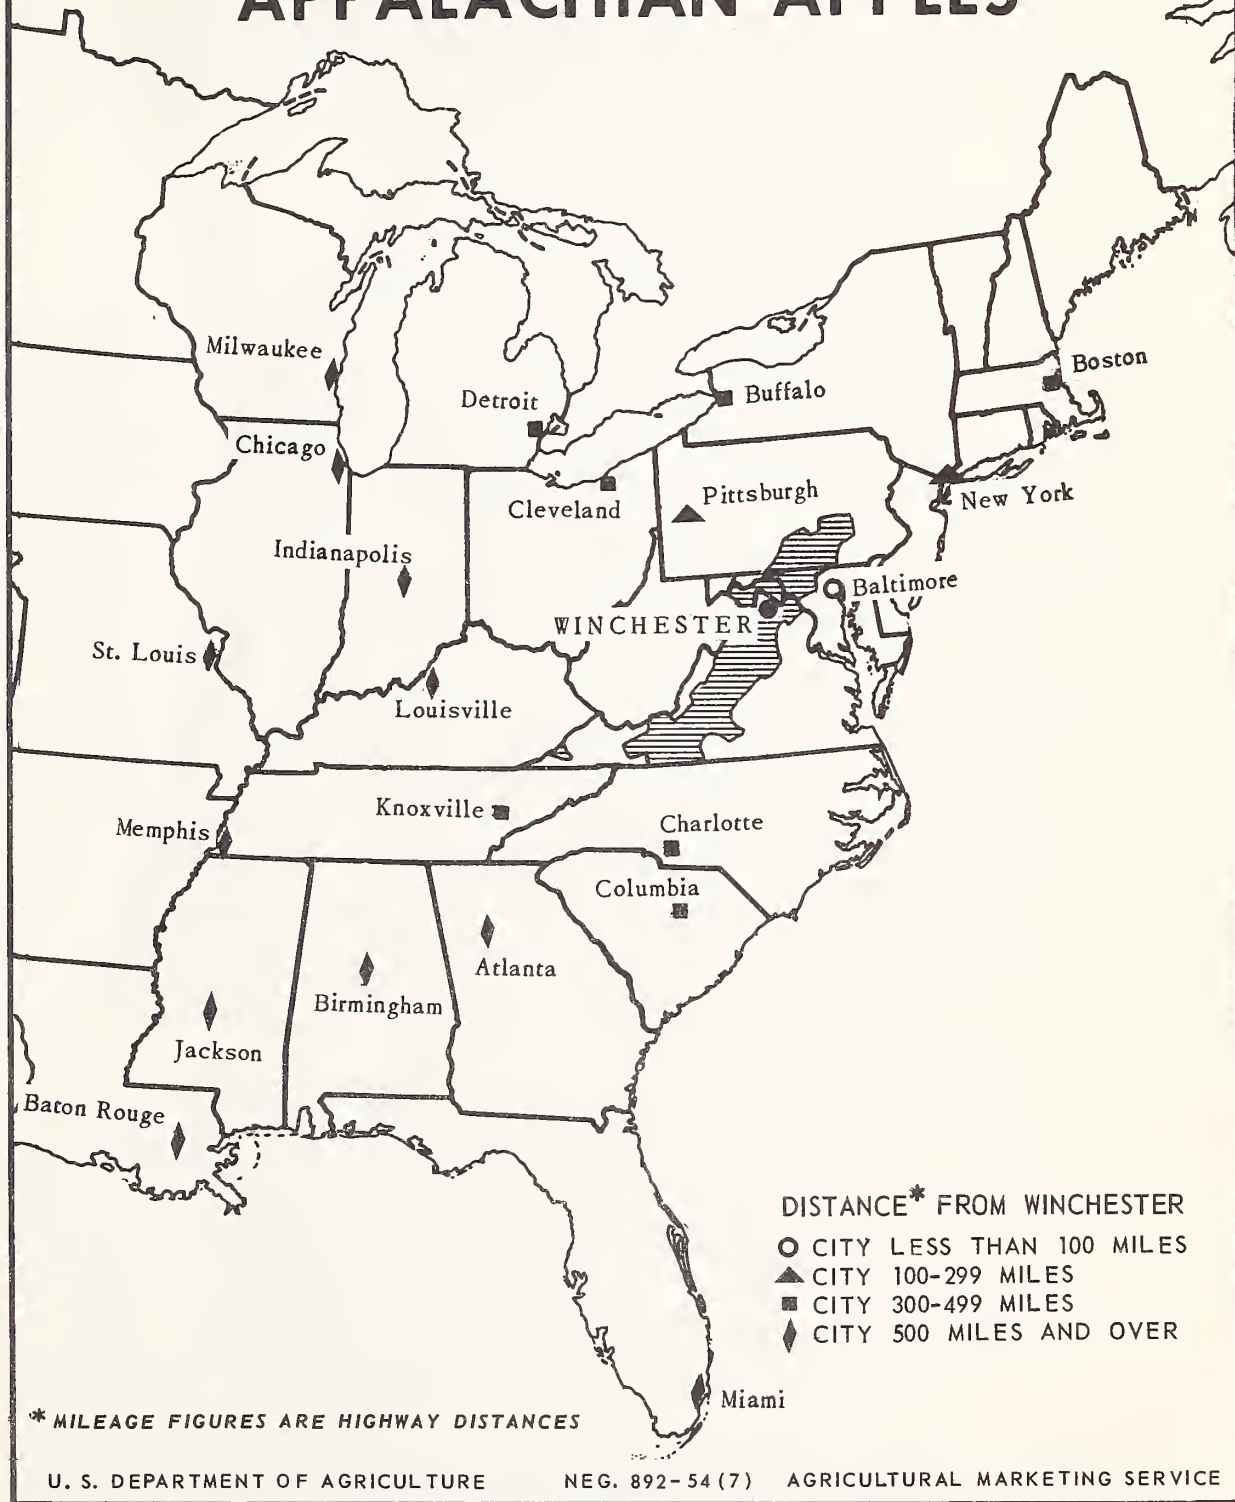 APPALACHIAN APPLES
Milwaukee
Boston
Detroit
Buffalo
Chicago
Pittsburgh
New York
Cleveland
Indianapolis
Baltimore
WINCHESTER
St. Louis
Louisville
Knoxville
Charlotte
Memphis
Columbia
Atlanta
Birmingham
Jackson
Baton Rouge
DISTANCE* FROM WINCHESTER
CITY LESS THAN 100 MILES
CITY 100-299 MILES
CITY 300-499 MILES
CITY 500 MILES AND OVER
Miami
* MILEAGE FIGURES ARE HIGHWAY DISTANCES
U. S. DEPARTMENT OF AGRICULTURE NEG. 892-54(7) AGRICULTURAL MARKETING SERVICE